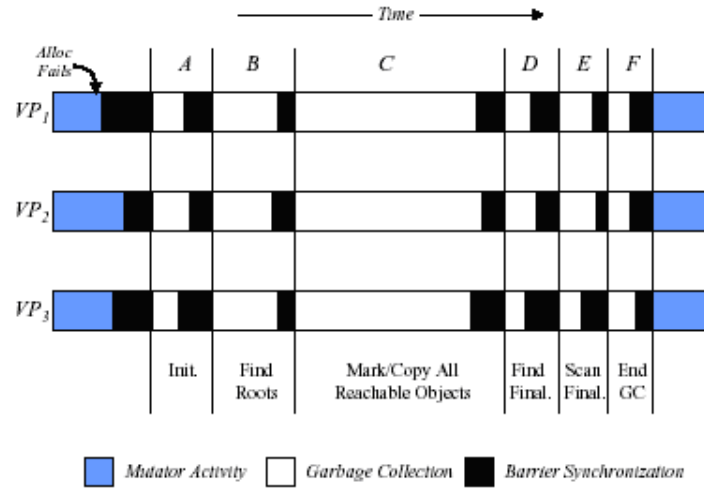 Time
Alloc
Fails
A B C D E F
VP1
VP2
VP3
Init. Find Roots Mark/Copy All Reachable Objects Find Final. Scan Final. End GC
Mutator Activity Garbage Collection Barrier Synchronization